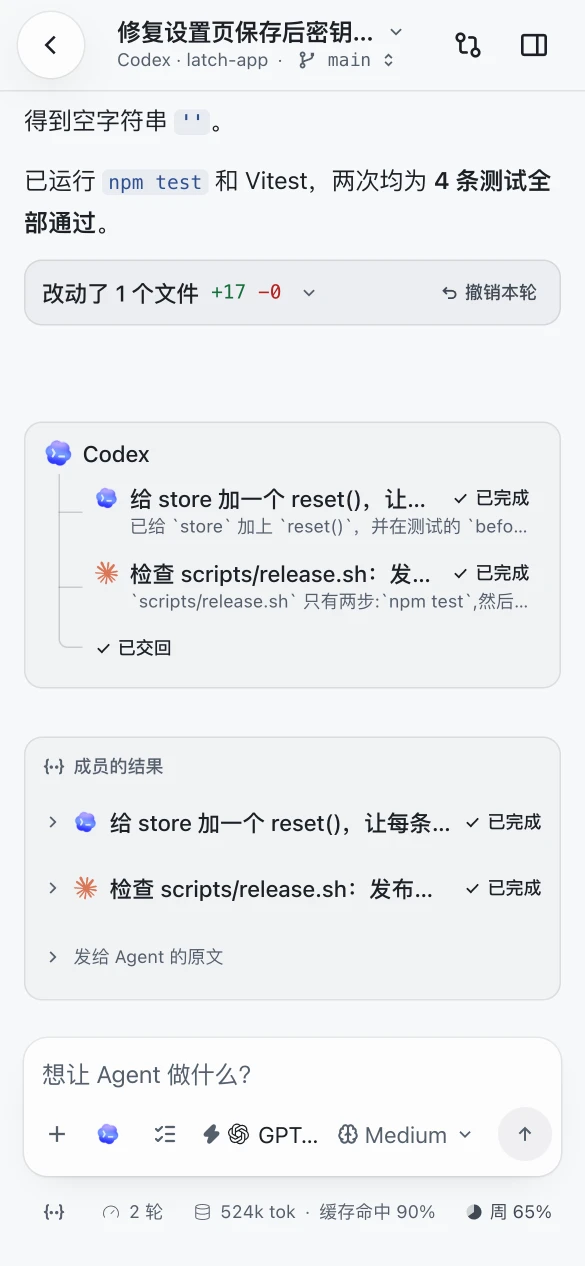 修复设置页保存后密钥...
Codex · latch-app · main
得到空字符串 ''。
已运行 npm test 和 Vitest，两次均为 4 条测试全
部通过。
改动了 1 个文件 +17 −0 撤销本轮
Codex
给 store 加一个 reset()，让... 已完成
已给 `store` 加上 `reset()`，并在测试的 `befo...
检查 scripts/release.sh：发... 已完成
`scripts/release.sh` 只有两步:`npm test`,然后...
已交回
成员的结果
给 store 加一个 reset()，让每条... 已完成
检查 scripts/release.sh：发布... 已完成
发给 Agent 的原文
想让 Agent 做什么?
GPT... Medium
2 轮 524k tok · 缓存命中 90% 周 65%